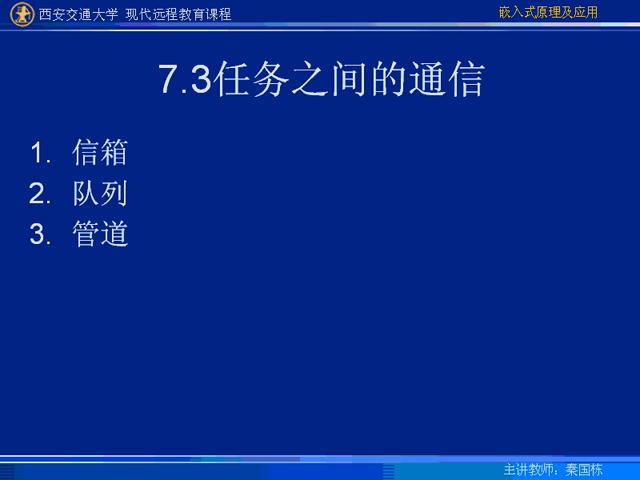 西安交通大学 现代远程教育课程
嵌入式原理及应用
7.3任务之间的通信
1. 信箱
2. 队列
3. 管道
主讲教师：秦国栋